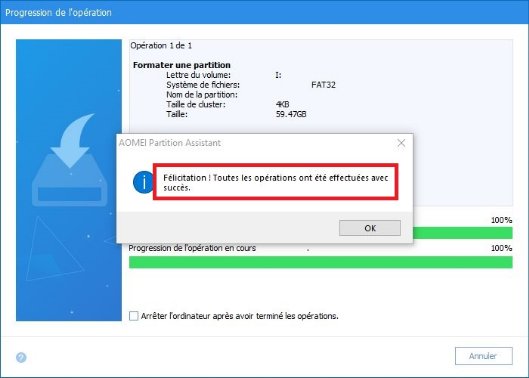 Progression de l'opération
Opération 1 de 1
Formater une partition
Lettre du volume: I:
Système de fichiers: FAT32
Nom de la partition:
Taille de cluster: 4KB
Taille: 59.47GB
AOMEI Partition Assistant
Félicitation ! Toutes les opérations ont été effectuées avec
succès.
OK
100%
Progression de l'opération en cours . 100%
Arrêter l'ordinateur après avoir terminé les opérations.
Annuler